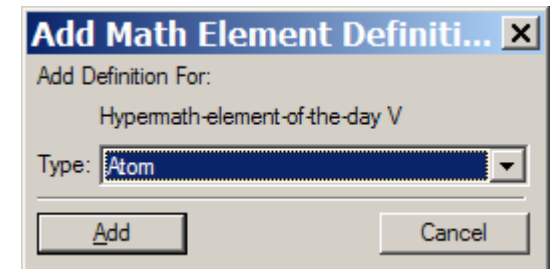 Add Math Element Definiti...
Add Definition For:
Hypermath-element-of-the-day V
Type: Atom
Add Cancel